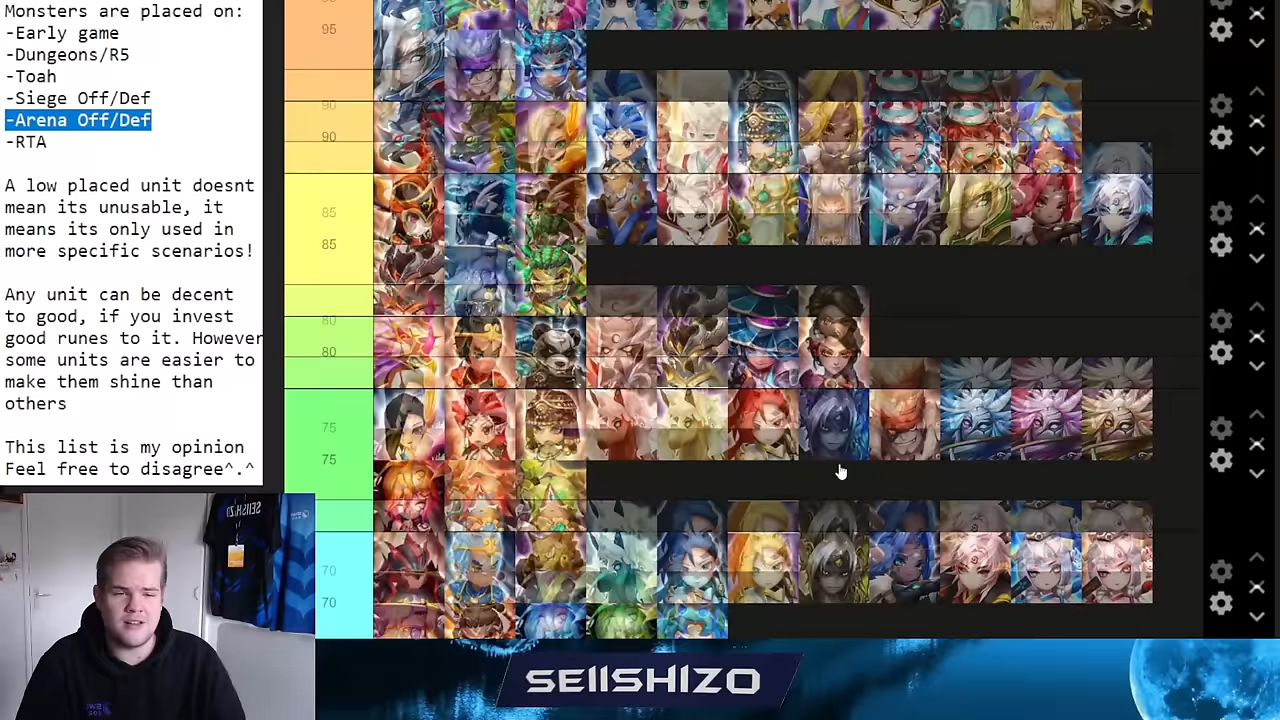 Monsters are placed on:
-Early game
-Dungeons/R5
-Toah
-Siege Off/Def
-Arena Off/Def
-RTA
A low placed unit doesnt
mean its unusable, it
means its only used in
more specific scenarios!
Any unit can be decent
to good, if you invest
good runes to it. However
some units are easier to
make them shine than
others
This list is my opinion
Feel free to disagree^.^
95
90
90
85
85
80
80
75
75
70
70
SEIISHIZO
SEIISHIZO